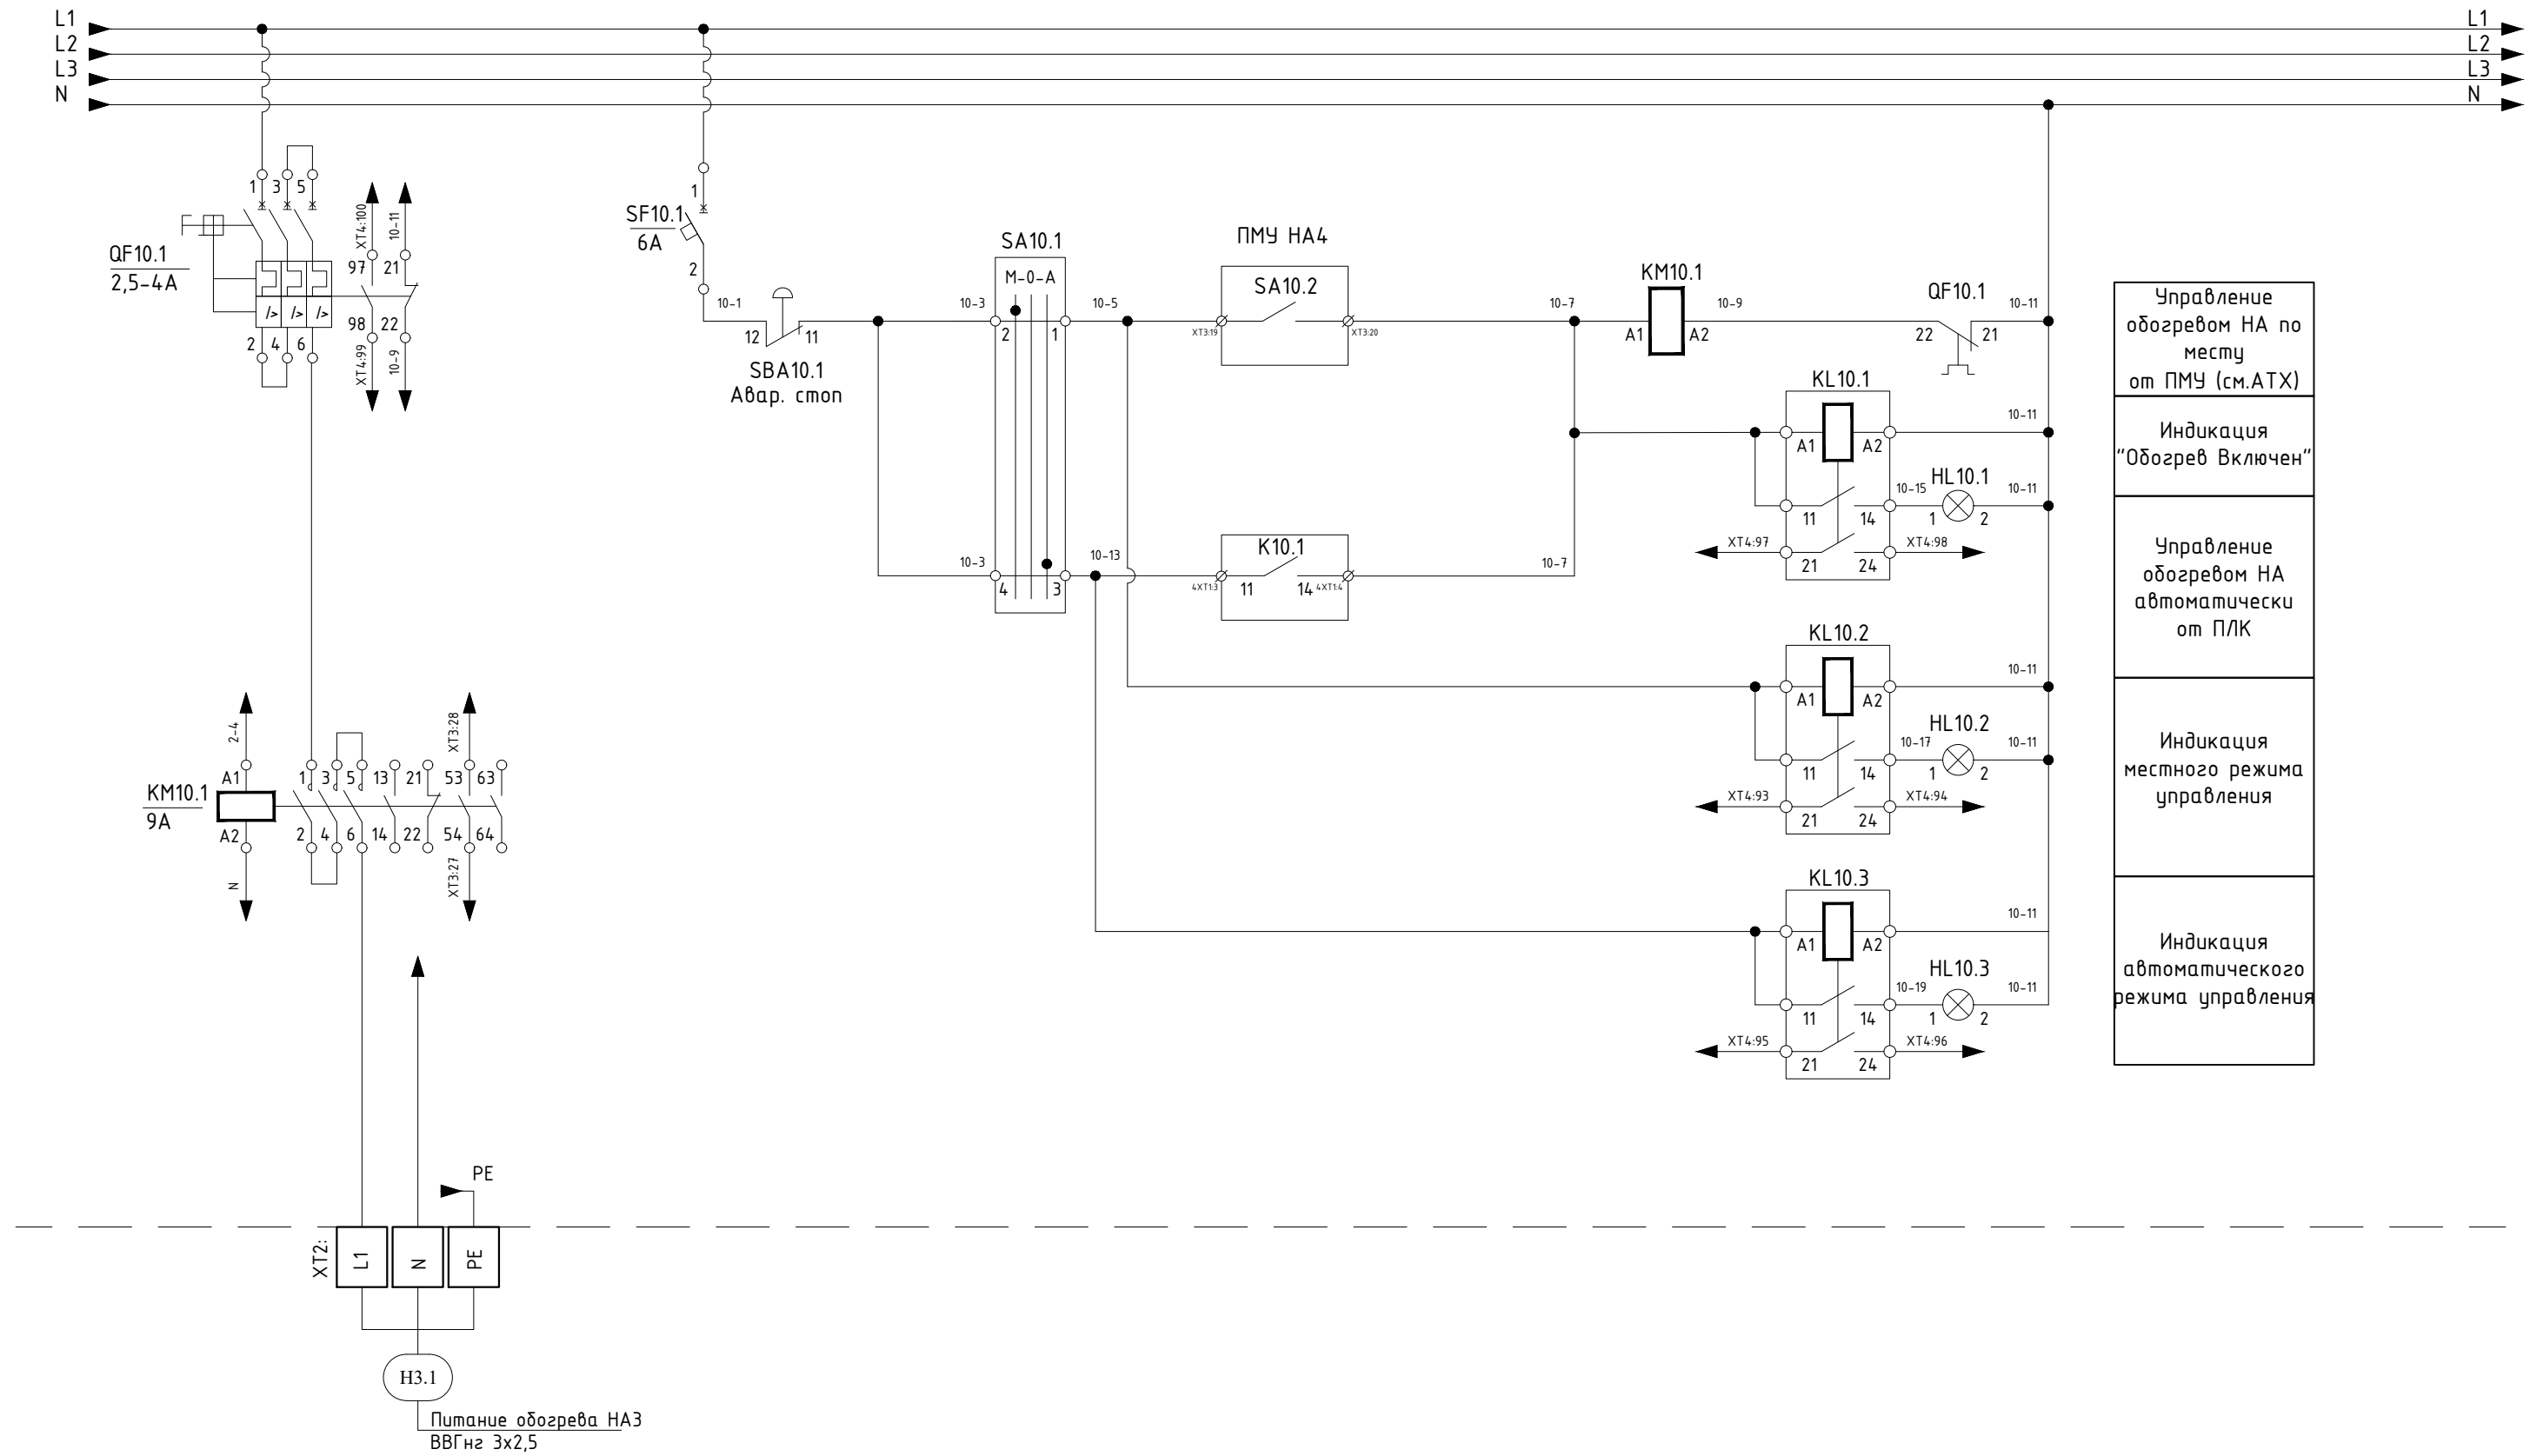 L1
L2
L3
N
L1
L2
L3
N
1
3
5
QF10.1
2,5-4A
XT4:100
10-11
97
21
98
22
2
4
6
XT4:99
10-9
SF10.1
6A
1
2
10-1
12
11
SBA10.1
Авар. стоп
SA10.1
M-0-A
10-3
2
1
10-5
10-3
4
3
10-13
ПМУ НА4
SA10.2
XT3:19
XT3:20
K10.1
4XT1:3
11
14
4XT1:4
10-7
10-7
KM10.1
A1
A2
10-9
QF10.1
22
21
10-11
KL10.1
A1
A2
10-11
HL10.1
11
14
10-15
1
2
10-11
XT4:97
21
24
XT4:98
KL10.2
A1
A2
10-11
HL10.2
11
14
10-17
1
2
10-11
XT4:93
21
24
XT4:94
KL10.3
A1
A2
10-11
HL10.3
11
14
10-19
1
2
10-11
XT4:95
21
24
XT4:96
Управление
обогревом НА по
месту
от ПМУ (см.АТХ)
Индикация
"Обогрев Включен"
Управление
обогревом НА
автоматически
от ПЛК
Индикация
местного режима
управления
Индикация
автоматического
режима управления
2-4
XT3:28
A1
1
3
5
13
21
53
63
KM10.1
9A
A2
2
4
6
14
22
54
64
N
XT3:27
PE
XT2:
L1
N
PE
H3.1
Питание обогрева НА3
ВВГнг 3х2,5